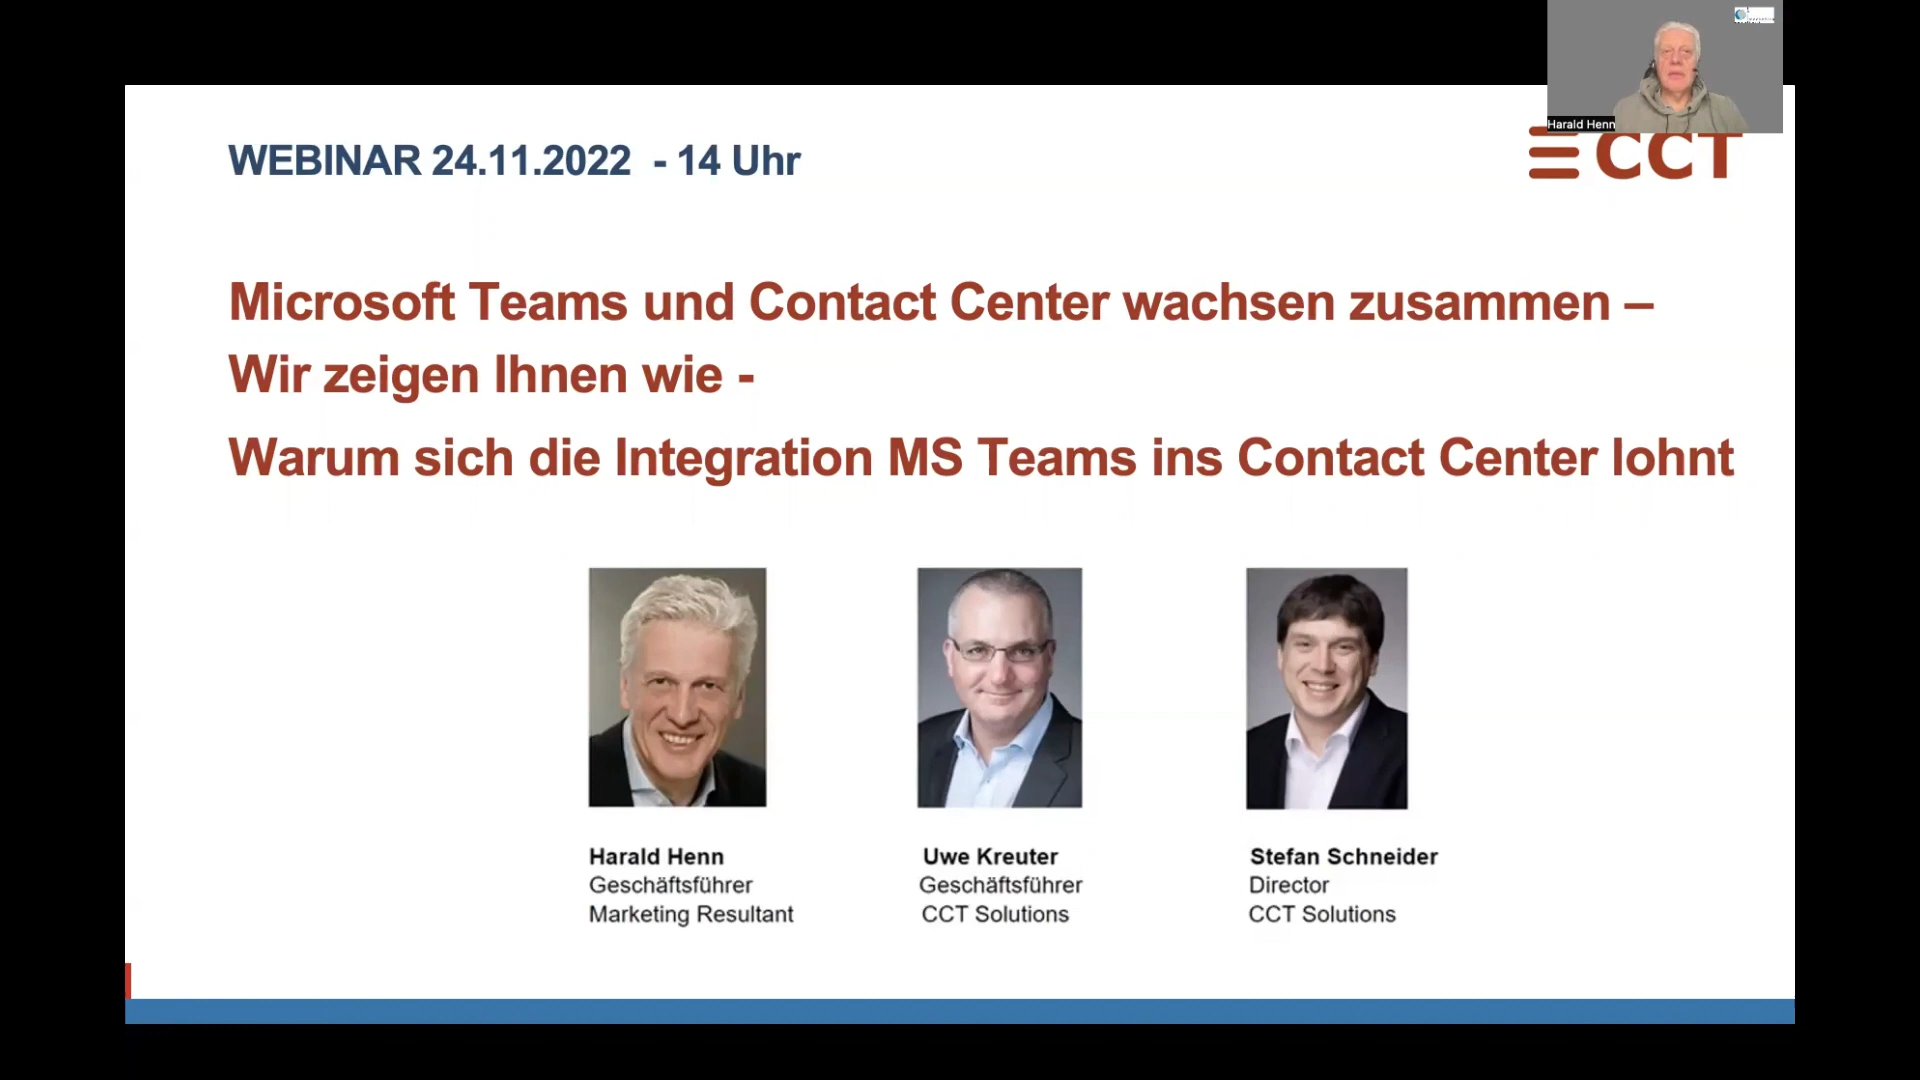 Harald Henn
WEBINAR 24.11.2022 - 14 Uhr
CCT
Microsoft Teams und Contact Center wachsen zusammen –
Wir zeigen Ihnen wie -
Warum sich die Integration MS Teams ins Contact Center lohnt
Harald Henn
Geschäftsführer
Marketing Resultant
Uwe Kreuter
Geschäftsführer
CCT Solutions
Stefan Schneider
Director
CCT Solutions